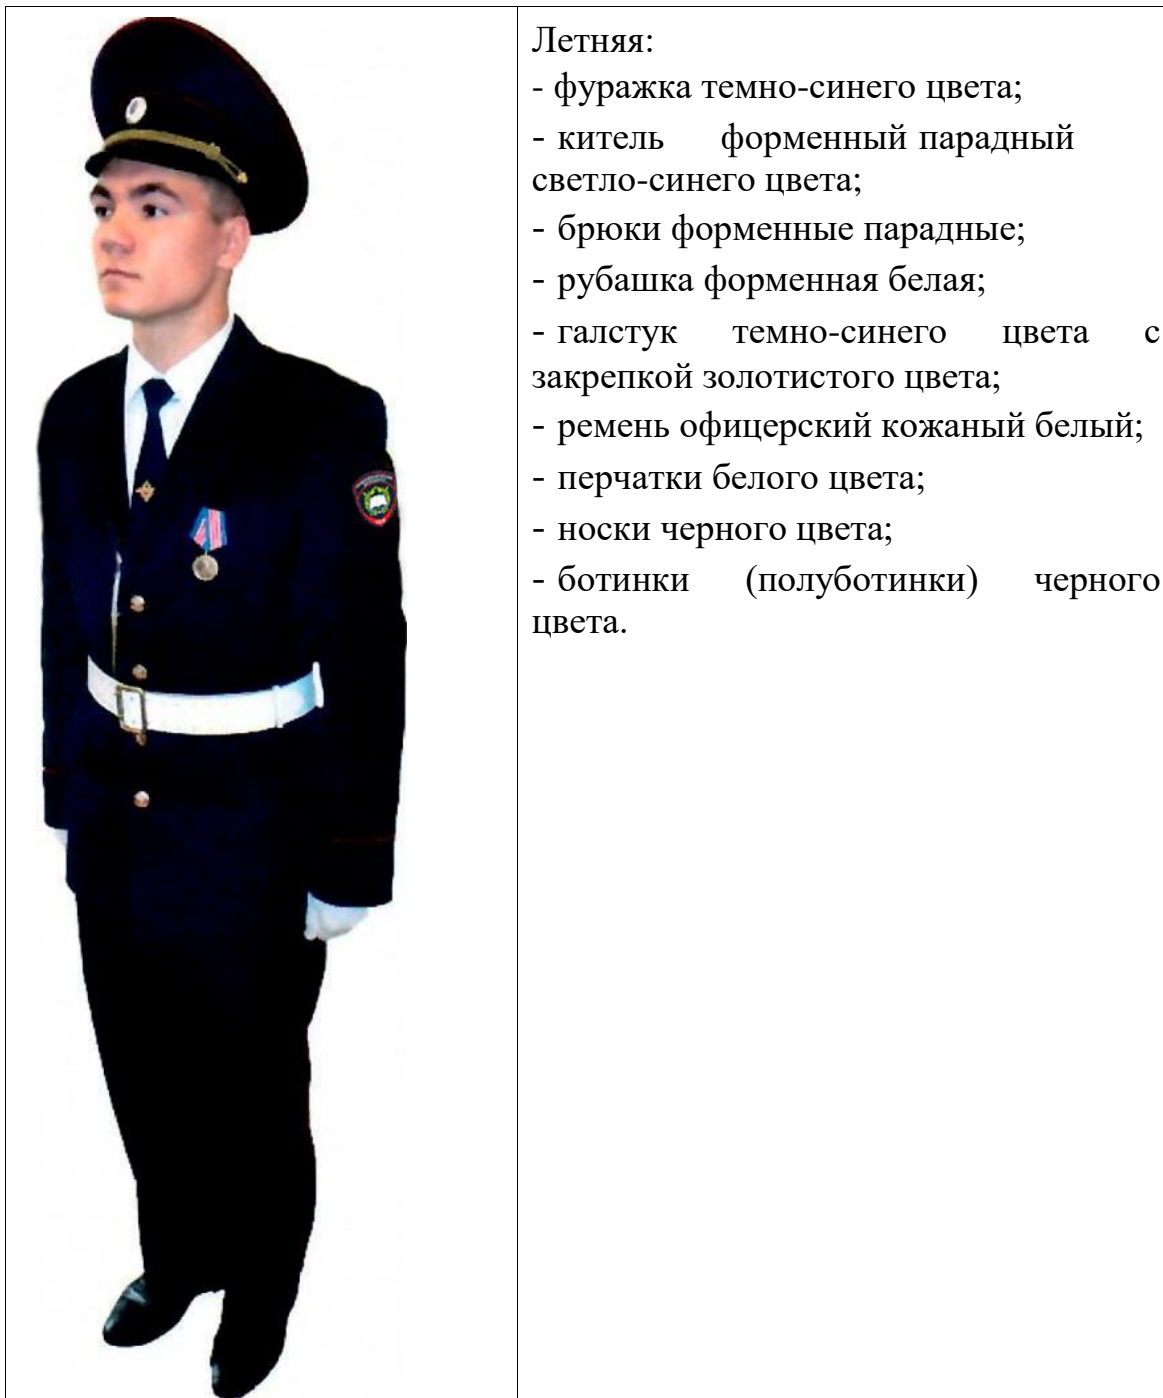 Летняя:
- фуражка темно-синего цвета;
- китель форменный парадный
светло-синего цвета;
- брюки форменные парадные;
- рубашка форменная белая;
- галстук темно-синего цвета с
закрепкой золотистого цвета;
- ремень офицерский кожаный белый;
- перчатки белого цвета;
- носки черного цвета;
- ботинки (полуботинки) черного
цвета.